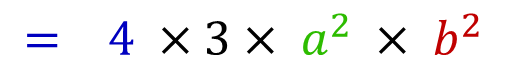 = 4 × 3 × a² × b²